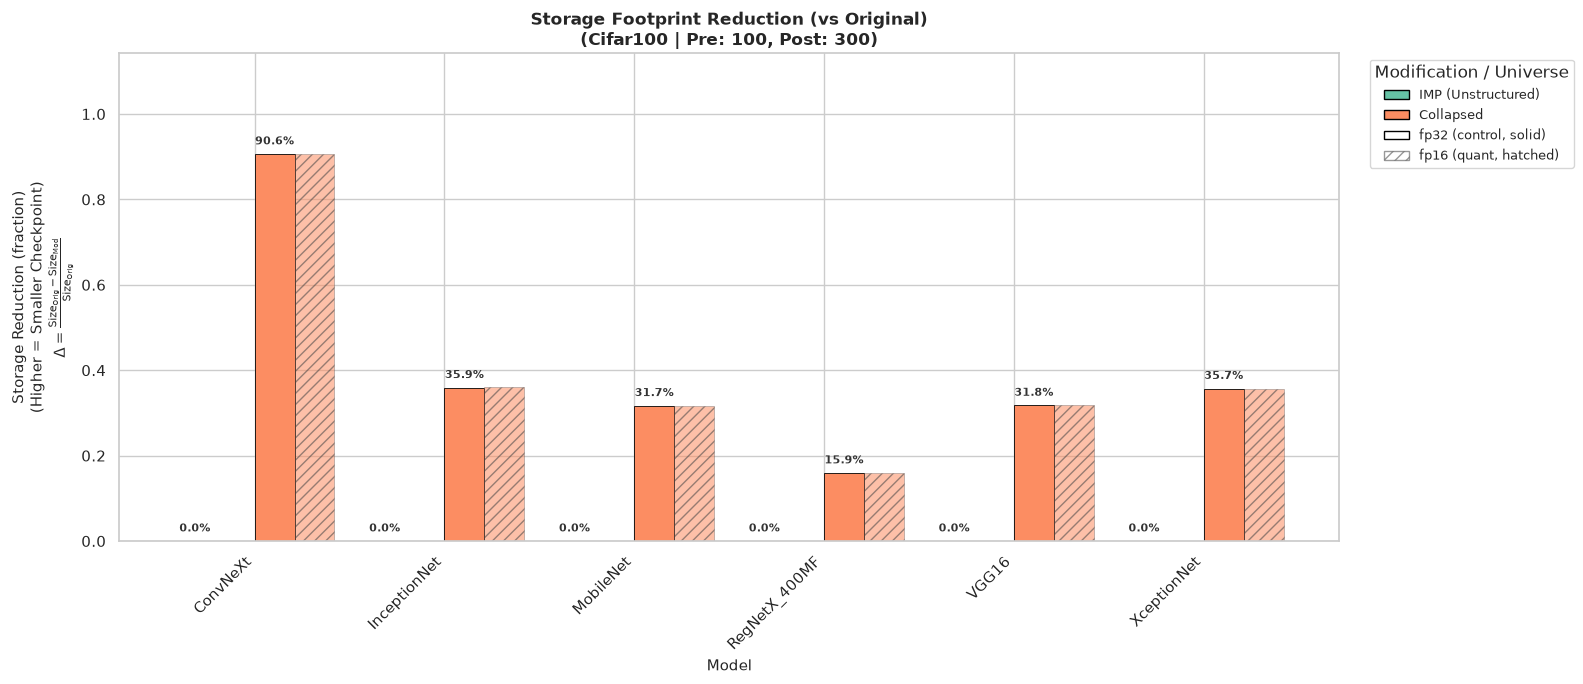 Storage Footprint Reduction (vs Original)
(Cifar100 | Pre: 100, Post: 300)
Storage Reduction (fraction)
(Higher = Smaller Checkpoint)
Δ = (Size_Orig − Size_Mod) / Size_Orig
1.0
0.8
0.6
0.4
0.2
0.0
90.6%
35.9%
31.7%
15.9%
31.8%
35.7%
0.0%
0.0%
0.0%
0.0%
0.0%
0.0%
ConvNeXt
InceptionNet
MobileNet
RegNetX_400MF
VGG16
XceptionNet
Model
Modification / Universe
IMP (Unstructured)
Collapsed
fp32 (control, solid)
fp16 (quant, hatched)